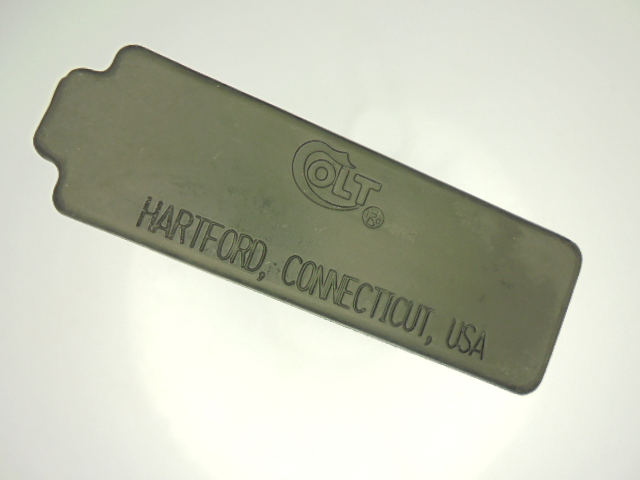 COLT
HARTFORD, CONNECTICUT, USA